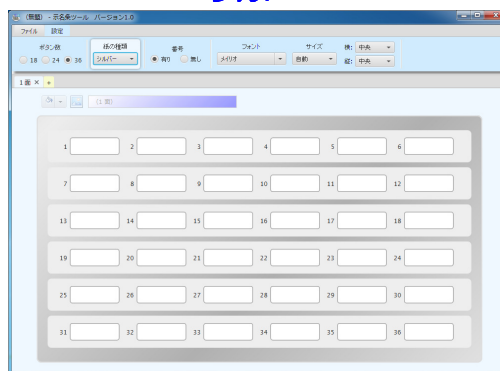 (無題) - 示名条ツール バージョン1.0
ファイル 設定
ボタン数 紙の種類 番号 フォント サイズ 横: 中央
18 24 36 シルバー 有り 無し メイリオ 自動 縦: 中央
1面 × +
(1 面)
1 2 3 4 5 6
7 8 9 10 11 12
13 14 15 16 17 18
19 20 21 22 23 24
25 26 27 28 29 30
31 32 33 34 35 36